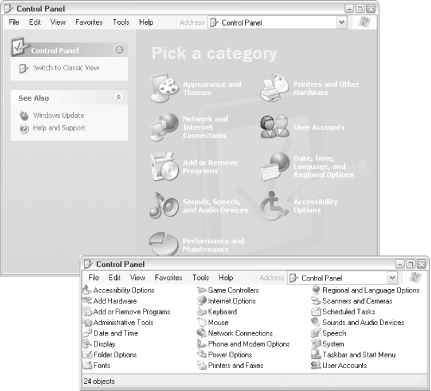 Control Panel
File Edit View Favorites Tools Help Address Control Panel
Control Panel
Switch to Classic View
See Also
Windows Update
Help and Support
Pick a category
Appearance and
Themes
Printers and Other
Hardware
Network and
Internet
Connections
User Accounts
Add or Remove
Programs
Date, Time,
Language, and
Regional Options
Sounds, Speech,
and Audio Devices
Accessibility
Options
Performance and
Maintenance
Control Panel
File Edit View Favorites Tools Help Address Control Panel
Accessibility Options
Add Hardware
Add or Remove Programs
Administrative Tools
Date and Time
Display
Folder Options
Fonts
Game Controllers
Internet Options
Keyboard
Mouse
Network Connections
Phone and Modem Options
Power Options
Printers and Faxes
Regional and Language Options
Scanners and Cameras
Scheduled Tasks
Sounds and Audio Devices
Speech
System
Taskbar and Start Menu
User Accounts
24 objects